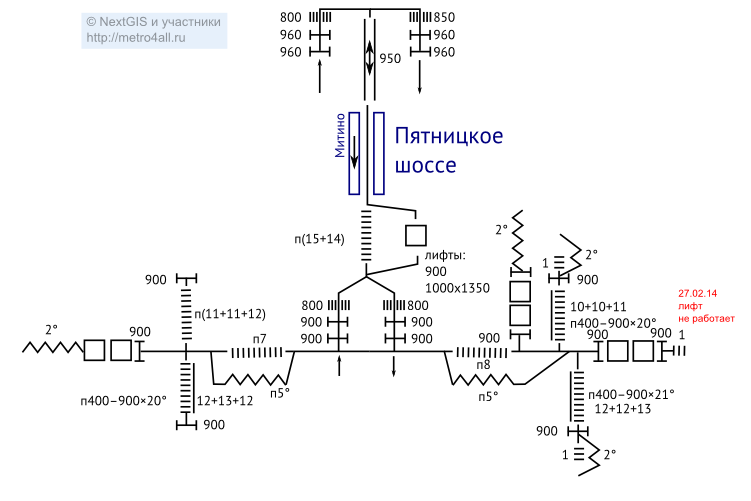 © NextGIS и участники
http://metro4all.ru
800
850
960
960
960
960
950
Митино
Пятницкое
шоссе
п(15+14)
лифты:
900
1000x1350
2°
2°
1
900
900
800
800
10+10+11
п400–900×20°
27.02.14
лифт
не работает
п(11+11+12)
900
900
2°
900
900
900
900
900
900
1
п7
п8
п5°
п5°
п400–900×20°
12+13+12
900
п400–900×21°
12+12+13
900
1
2°